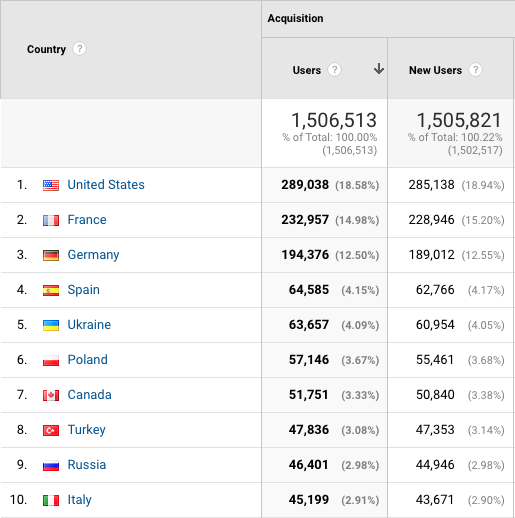 Acquisition
Country ?
Users ? ↓ New Users ?
1,506,513 1,505,821
% of Total: 100.00% % of Total: 100.22%
(1,506,513) (1,502,517)
1. United States 289,038 (18.58%) 285,138 (18.94%)
2. France 232,957 (14.98%) 228,946 (15.20%)
3. Germany 194,376 (12.50%) 189,012 (12.55%)
4. Spain 64,585 (4.15%) 62,766 (4.17%)
5. Ukraine 63,657 (4.09%) 60,954 (4.05%)
6. Poland 57,146 (3.67%) 55,461 (3.68%)
7. Canada 51,751 (3.33%) 50,840 (3.38%)
8. Turkey 47,836 (3.08%) 47,353 (3.14%)
9. Russia 46,401 (2.98%) 44,946 (2.98%)
10. Italy 45,199 (2.91%) 43,671 (2.90%)